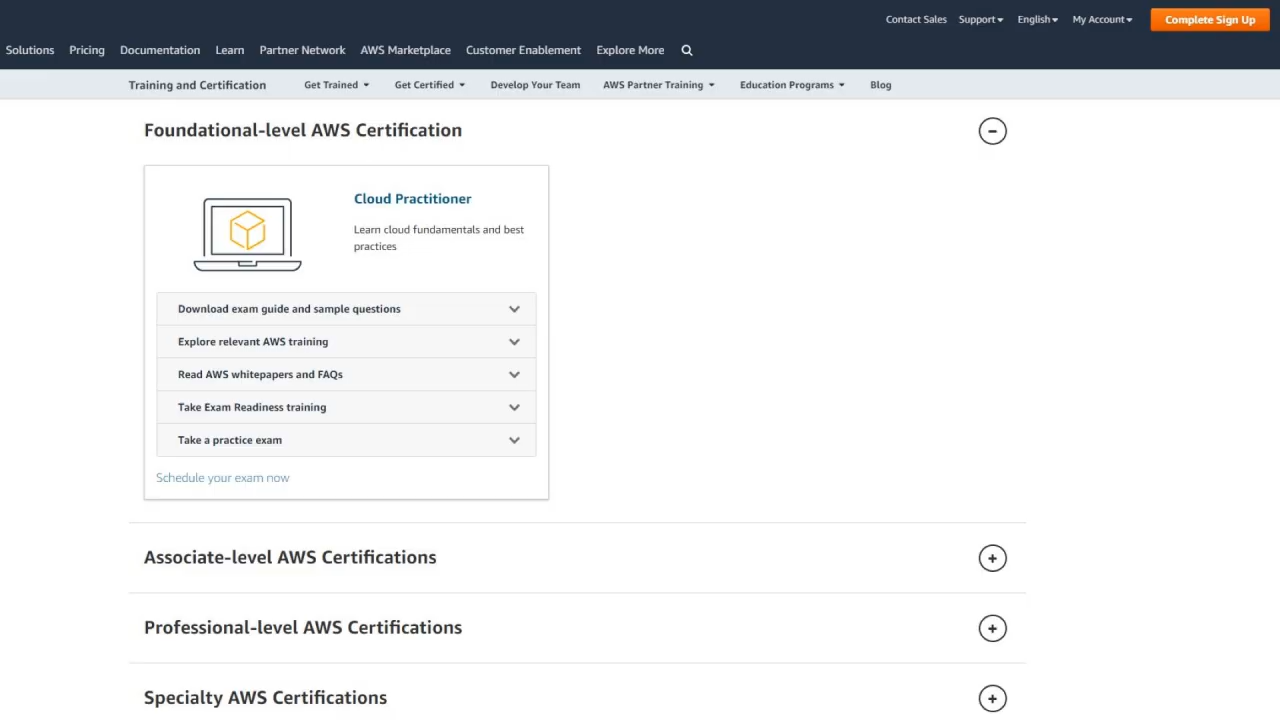 Contact Sales Support English My Account Complete Sign Up
Solutions Pricing Documentation Learn Partner Network AWS Marketplace Customer Enablement Explore More
Training and Certification Get Trained Get Certified Develop Your Team AWS Partner Training Education Programs Blog
Foundational-level AWS Certification
Cloud Practitioner
Learn cloud fundamentals and best
practices
Download exam guide and sample questions
Explore relevant AWS training
Read AWS whitepapers and FAQs
Take Exam Readiness training
Take a practice exam
Schedule your exam now
Associate-level AWS Certifications
Professional-level AWS Certifications
Specialty AWS Certifications